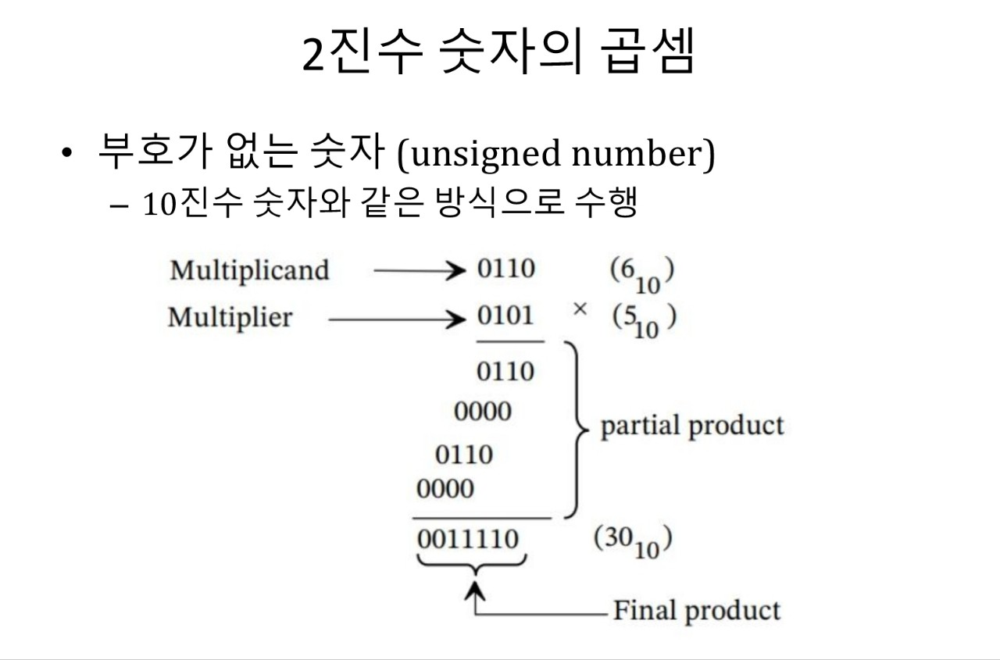 2진수 숫자의 곱셈
• 부호가 없는 숫자 (unsigned number)
– 10진수 숫자와 같은 방식으로 수행
Multiplicand 0110 (6₁₀)
Multiplier 0101 × (5₁₀)
0110
0000
partial product
0110
0000
0011110 (30₁₀)
Final product